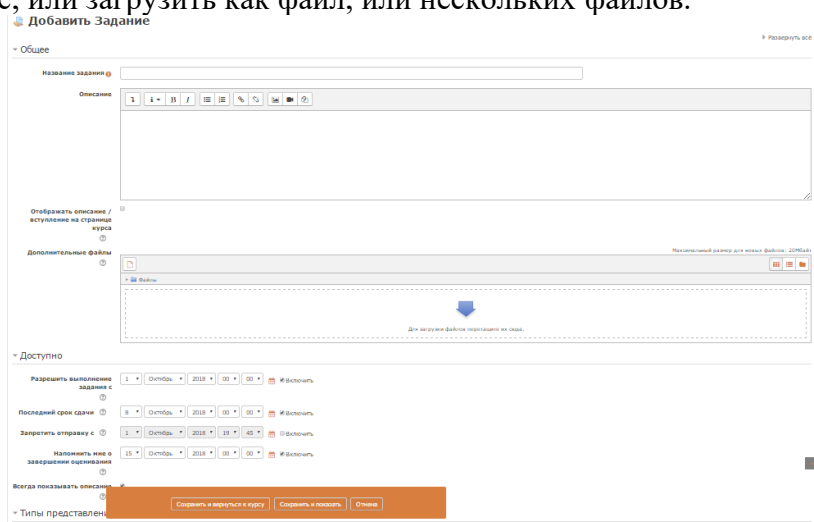 с, или загрузить как файл, или нескольких файлов.
Добавить Задание
Развернуть всё
Общее
Название задания
Описание
Отображать описание /
вступление на странице
курса
Дополнительные файлы
Максимальный размер для новых файлов: 20Мбайт
Файлы
Для загрузки файлов перетащите их сюда.
Доступно
Разрешить выполнение
задания с
1 Октябрь 2018 00 00 Включить
Последний срок сдачи 8 Октябрь 2018 00 00 Включить
Запретить отправку с 1 Октябрь 2018 19 45 Включить
Напомнить мне о
завершении оценивания
15 Октябрь 2018 00 00 Включить
Всегда показывать описание
Сохранить и вернуться к курсу Сохранить и показать Отмена
Типы представлен